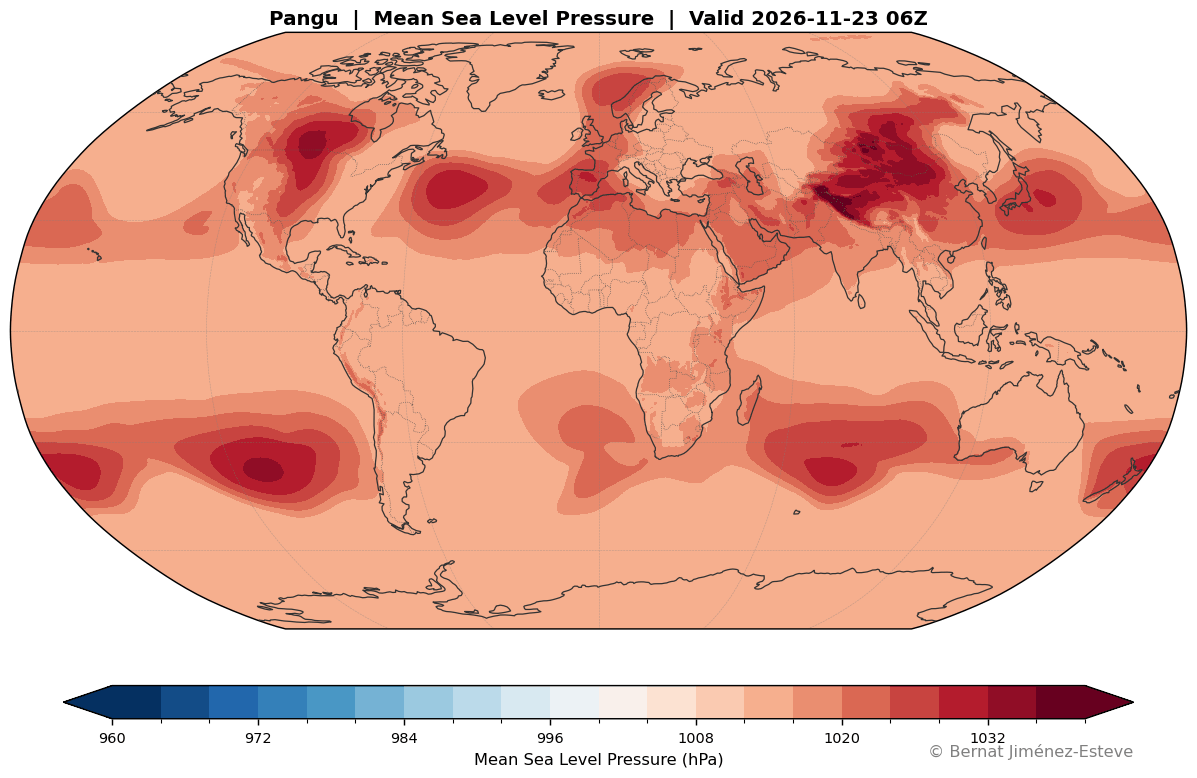 Pangu | Mean Sea Level Pressure | Valid 2026-11-23 06Z
960 972 984 996 1008 1020 1032
Mean Sea Level Pressure (hPa)
© Bernat Jiménez-Esteve